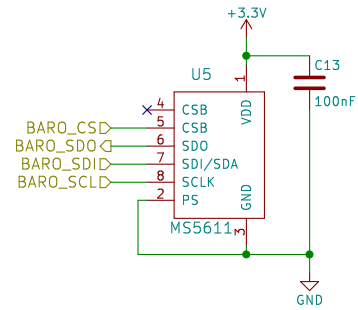 +3.3V
U5
C13
100nF
1
VDD
4 CSB
BARO_CS 5 CSB
BARO_SDO 6 SDO
BARO_SDI 7 SDI/SDA
BARO_SCL 8 SCLK
2 PS
GND
3
MS5611
GND